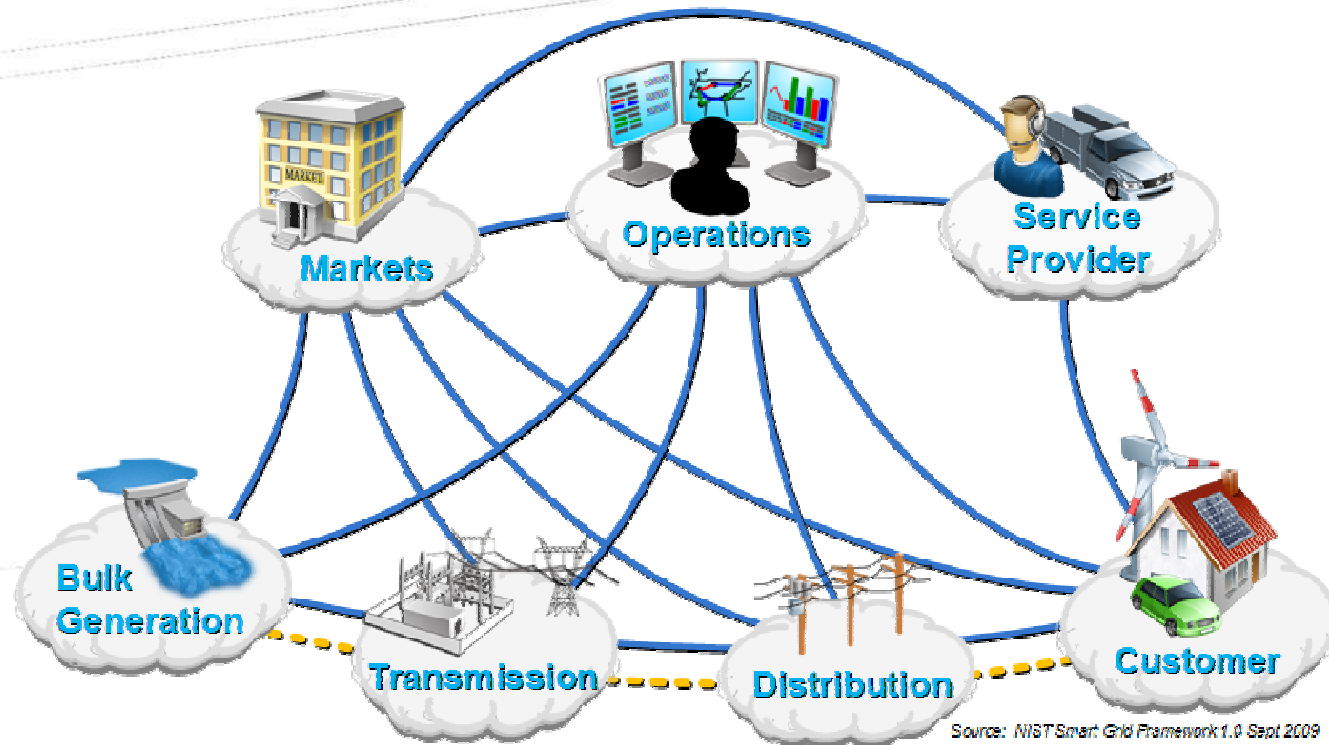 MARKET
Markets
Operations
Service
Provider
Bulk
Generation
Transmission
Distribution
Customer
Source: NIST Smart Grid Framework 1.0 Sept 2009